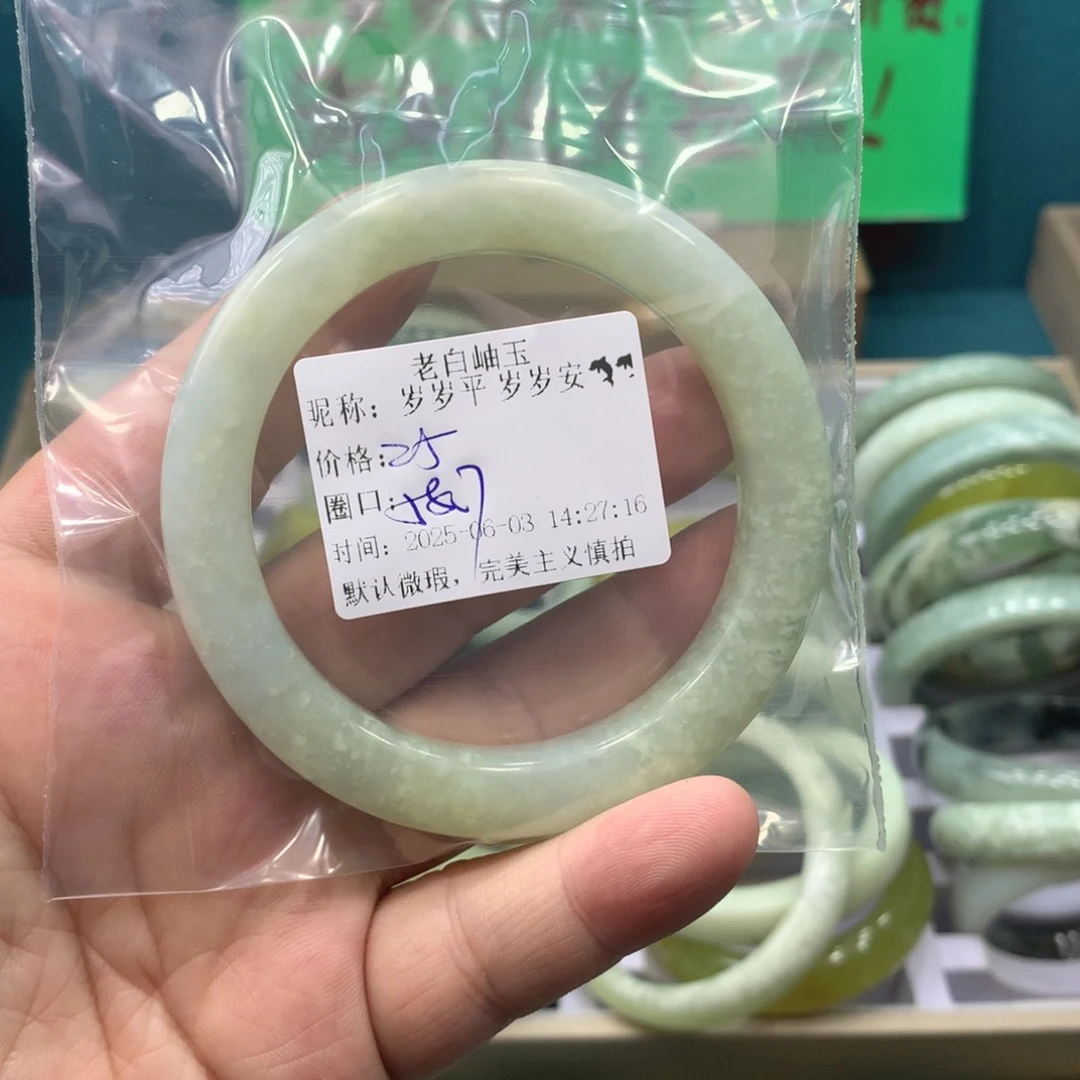 老白岫玉
昵称: 岁岁平 岁岁安
价格:25
圈口:
时间: 2025-06-03 14:27:16
默认微瑕，完美主义慎拍
！